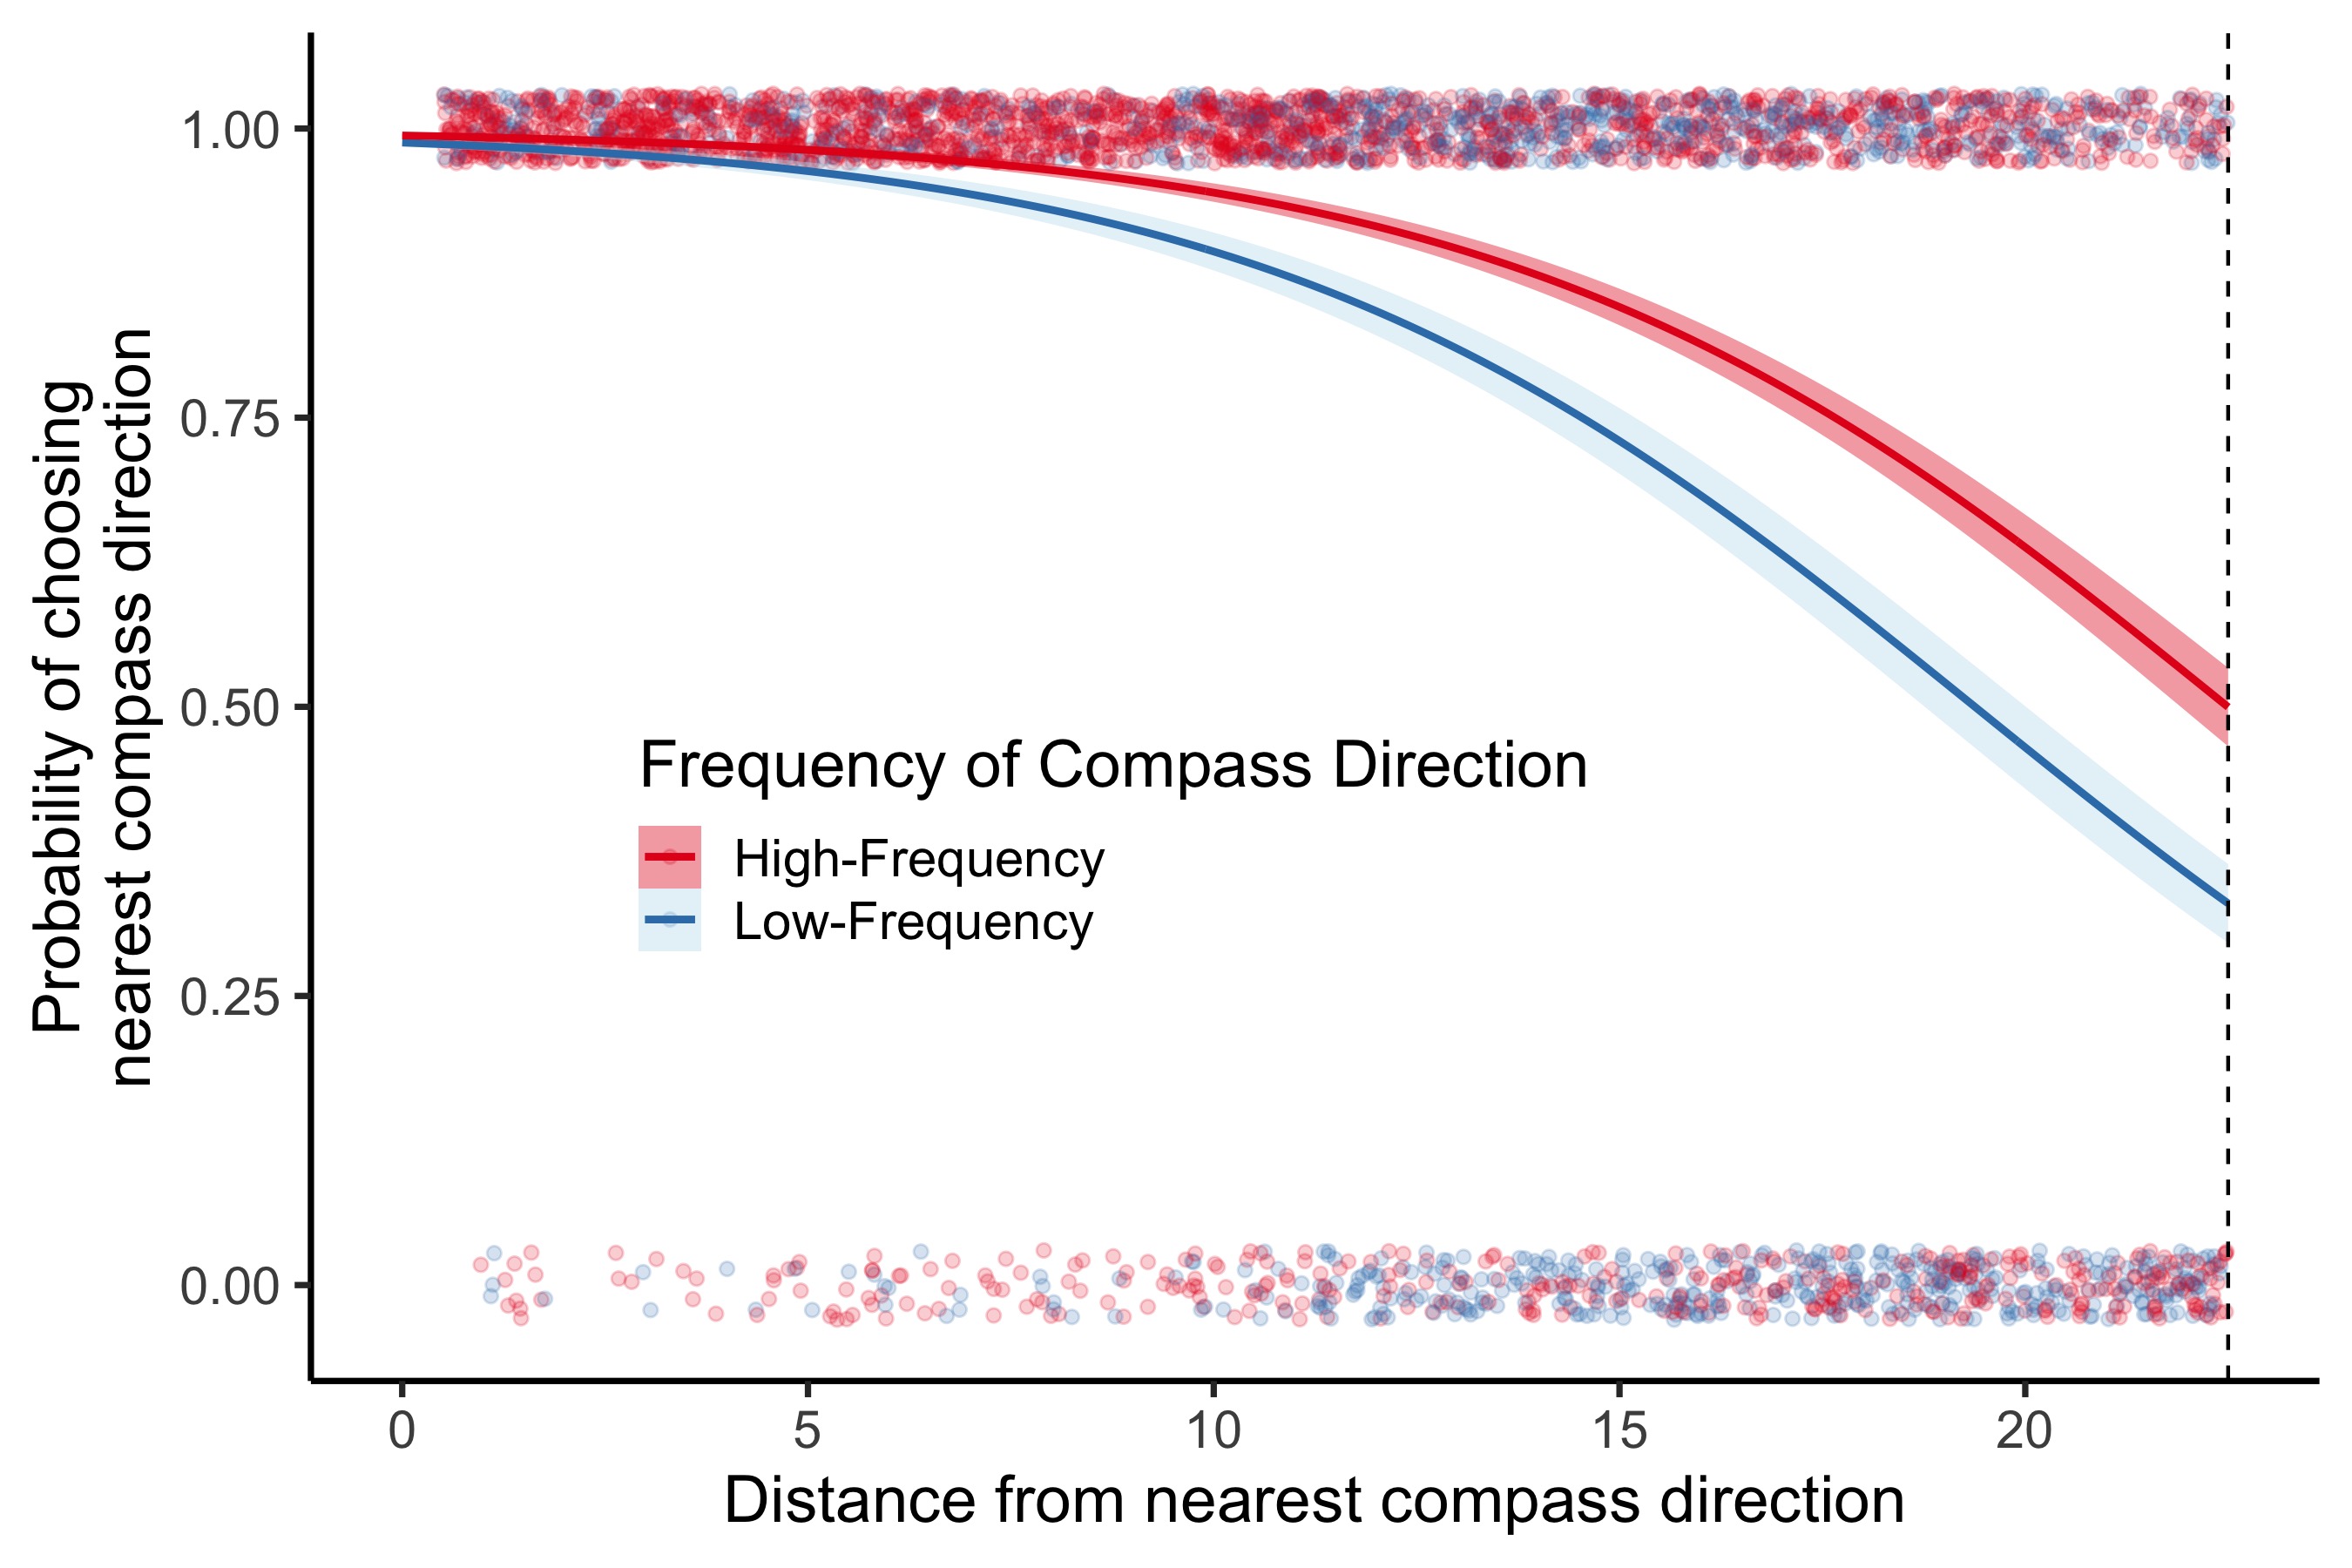 Probability of choosing
nearest compass direction
1.00
0.75
0.50
0.25
0.00
Frequency of Compass Direction
High-Frequency
Low-Frequency
0 5 10 15 20
Distance from nearest compass direction